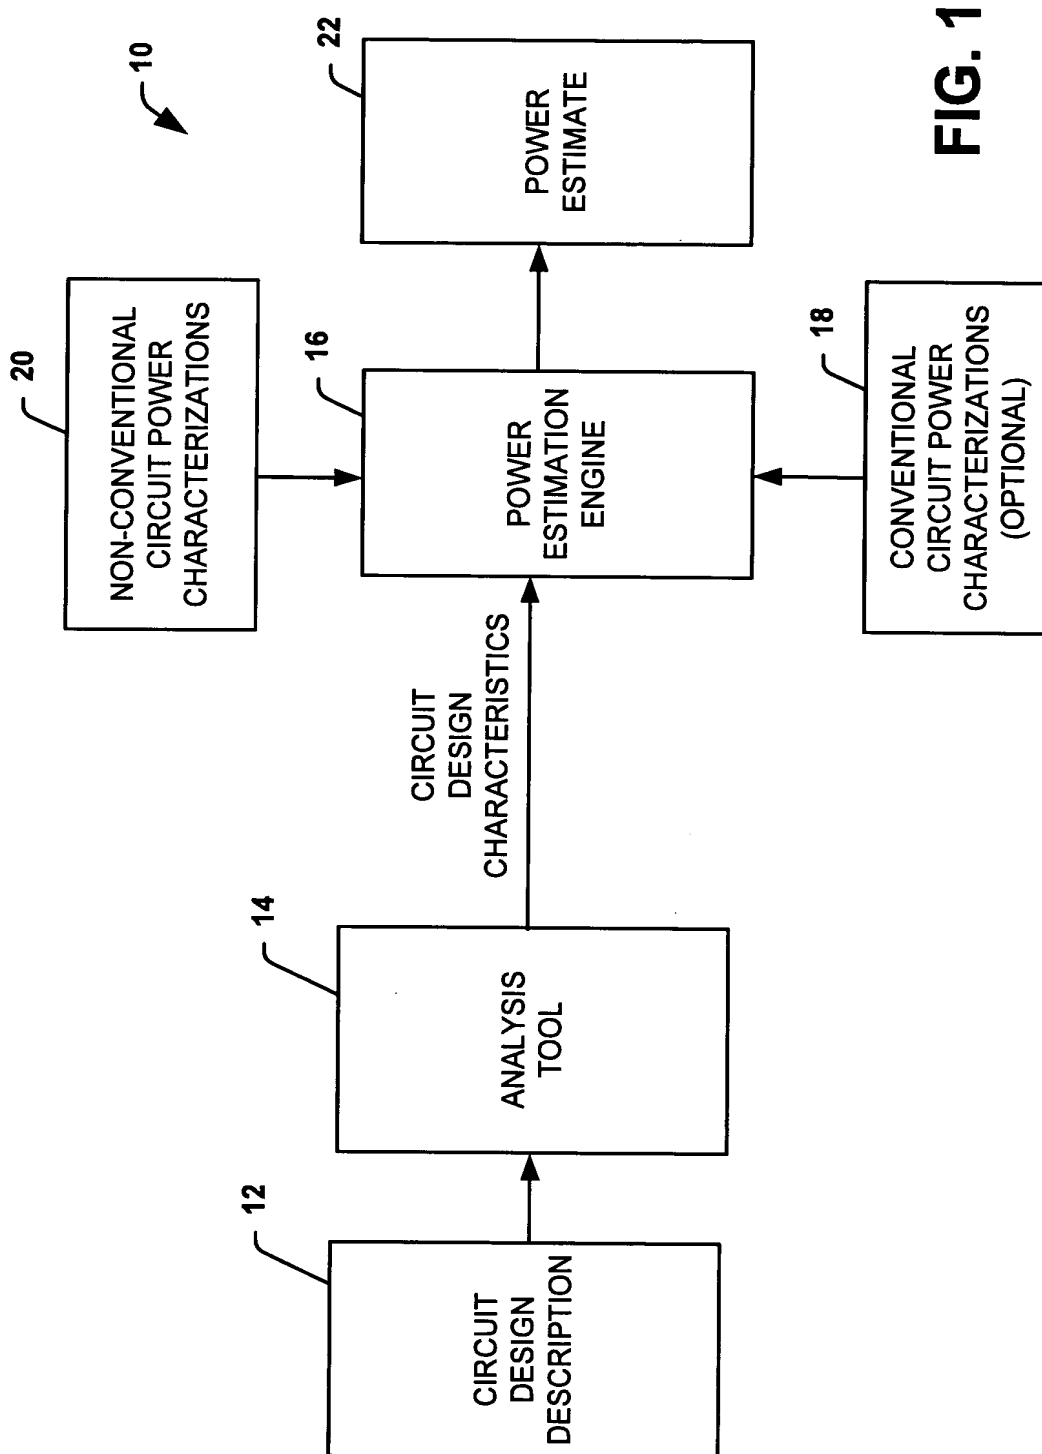 10
20
NON-CONVENTIONAL
CIRCUIT POWER
CHARACTERIZATIONS
12
CIRCUIT
DESIGN
DESCRIPTION
14
ANALYSIS
TOOL
CIRCUIT
DESIGN
CHARACTERISTICS
16
POWER
ESTIMATION
ENGINE
22
POWER
ESTIMATE
18
CONVENTIONAL
CIRCUIT POWER
CHARACTERIZATIONS
(OPTIONAL)
FIG. 1